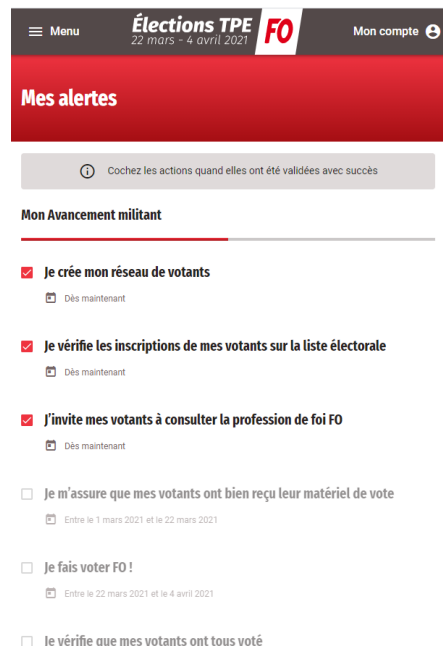 Menu
Élections TPE
22 mars - 4 avril 2021
FO
Mon compte
Mes alertes
Cochez les actions quand elles ont été validées avec succès
Mon Avancement militant
Je crée mon réseau de votants
Dès maintenant
Je vérifie les inscriptions de mes votants sur la liste électorale
Dès maintenant
J'invite mes votants à consulter la profession de foi FO
Dès maintenant
Je m'assure que mes votants ont bien reçu leur matériel de vote
Entre le 1 mars 2021 et le 22 mars 2021
Je fais voter FO !
Entre le 22 mars 2021 et le 4 avril 2021
Je vérifie que mes votants ont tous voté